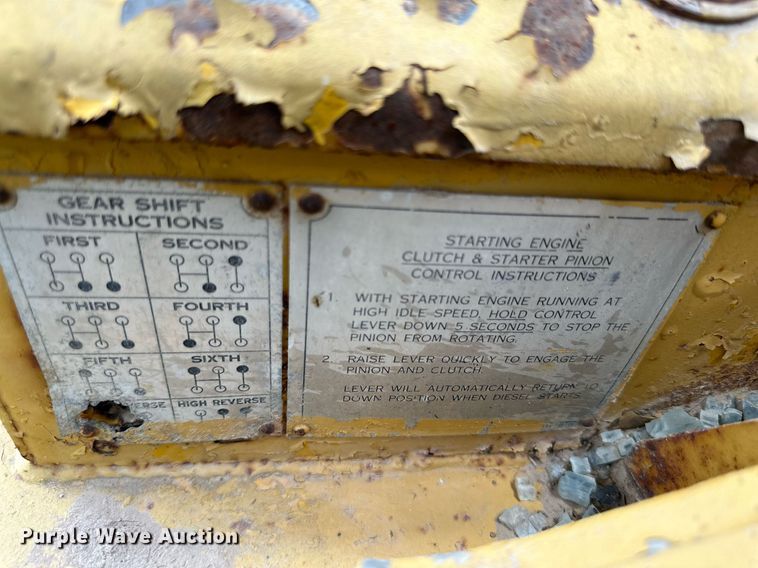 GEAR SHIFT
INSTRUCTIONS
FIRST
SECOND
THIRD
FOURTH
FIFTH
SIXTH
HIGH REVERSE
STARTING ENGINE
CLUTCH & STARTER PINION
CONTROL INSTRUCTIONS
1. WITH STARTING ENGINE RUNNING AT
HIGH IDLE SPEED, HOLD CONTROL
LEVER DOWN 5 SECONDS TO STOP THE
PINION FROM ROTATING.
2. RAISE LEVER QUICKLY TO ENGAGE THE
PINION AND CLUTCH.
LEVER WILL AUTOMATICALLY RETURN TO
DOWN POSITION WHEN DIESEL STARTS.
Purple Wave Auction